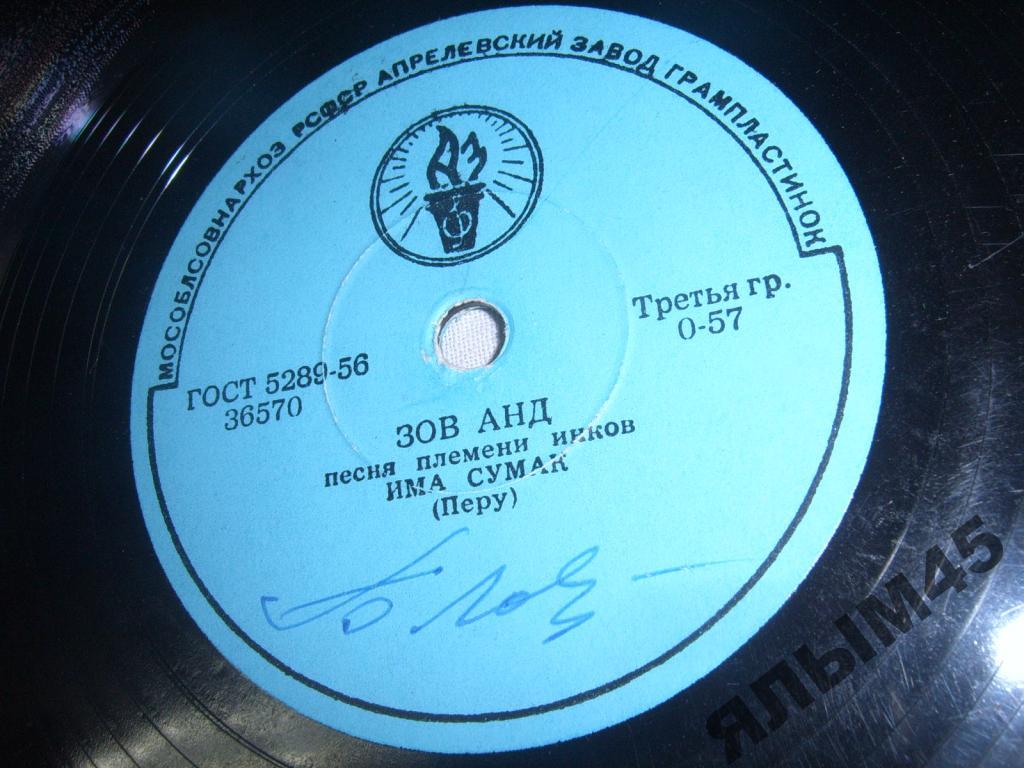 МОСОБЛСОВНАРХОЗ РСФСР АПРЕЛЕВСКИЙ ЗАВОД ГРАМПЛАСТИНОК
АЗ
Третья гр.
0-57
ГОСТ 5289-56
36570
ЗОВ АНД
песня племени инков
ИМА СУМАК
(Перу)
ЯЛЫМ45